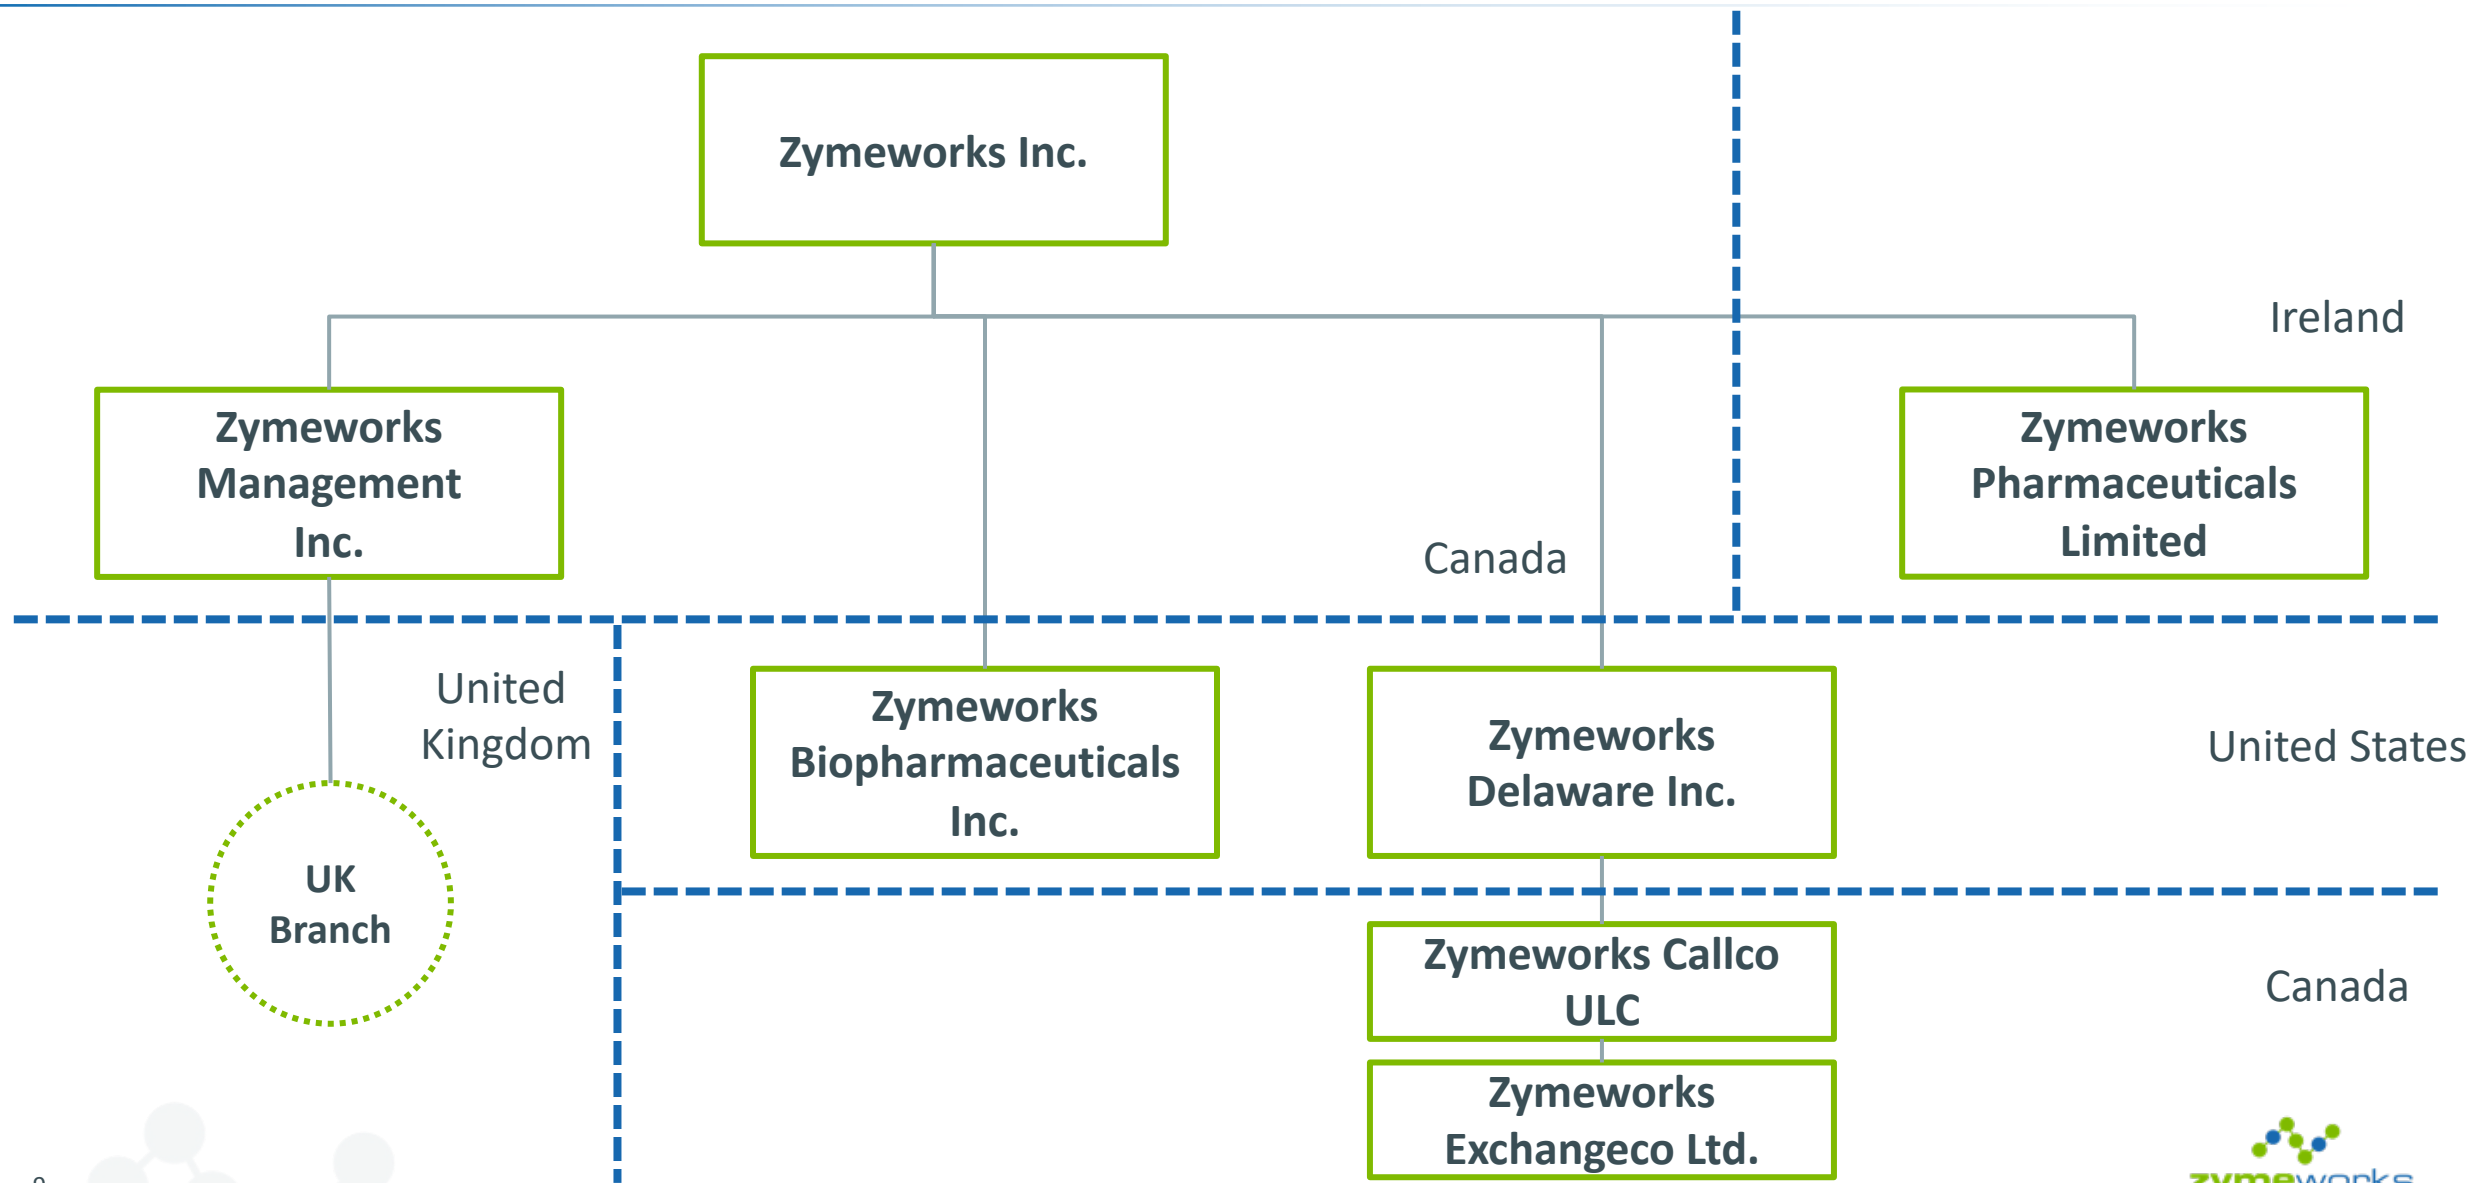 Zymeworks Inc.
Ireland
Zymeworks
Management
Inc.
Canada
Zymeworks
Pharmaceuticals
Limited
United
Kingdom
Zymeworks
Biopharmaceuticals
Inc.
Zymeworks
Delaware Inc.
United States
UK
Branch
Zymeworks Callco
ULC
Canada
Zymeworks
Exchangeco Ltd.
zymeworks